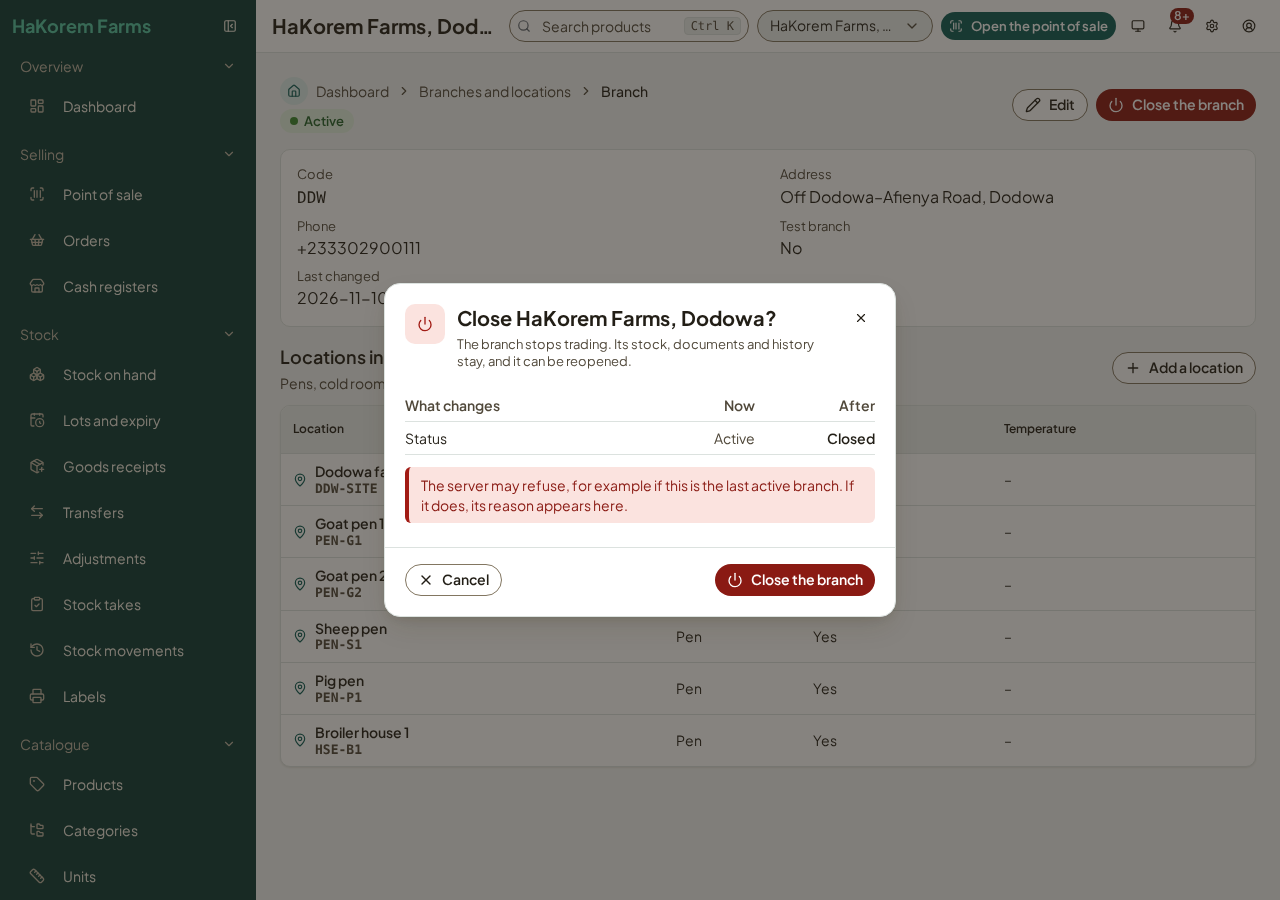 HaKorem Farms
Overview
Dashboard
Selling
Point of sale
Orders
Cash registers
Stock
Stock on hand
Lots and expiry
Goods receipts
Transfers
Adjustments
Stock takes
Stock movements
Labels
Catalogue
Products
Categories
Units
HaKorem Farms, Dod...
Search products
Ctrl K
HaKorem Farms, ...
Open the point of sale
8+
Dashboard
Branches and locations
Branch
Active
Edit
Close the branch
Code
DDW
Address
Off Dodowa–Afienya Road, Dodowa
Phone
+233302900111
Test branch
No
Last changed
2026-11-10
Locations in
Pens, cold room
Add a location
Location
Temperature
Dodowa fa
DDW-SITE
–
Goat pen 1
PEN-G1
–
Goat pen 2
PEN-G2
–
Sheep pen
PEN-S1
Pen
Yes
–
Pig pen
PEN-P1
Pen
Yes
–
Broiler house 1
HSE-B1
Pen
Yes
–
Close HaKorem Farms, Dodowa?
The branch stops trading. Its stock, documents and history
stay, and it can be reopened.
What changes Now After
Status Active Closed
The server may refuse, for example if this is the last active branch. If
it does, its reason appears here.
Cancel
Close the branch